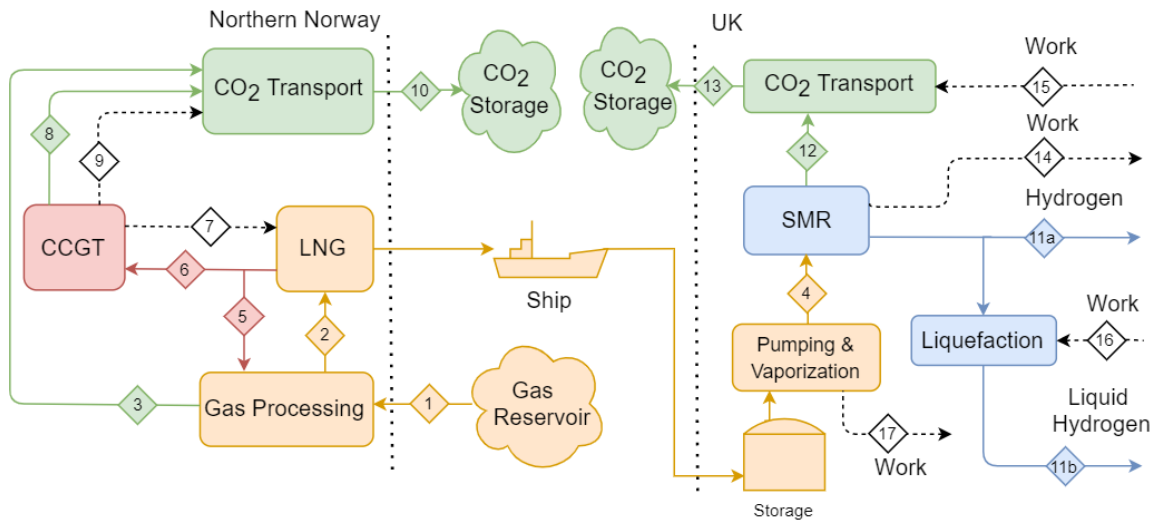 Northern Norway
UK
CO2 Transport
10
CO2
Storage
CO2
Storage
13
CO2 Transport
Work
15
8
9
12
Work
14
CCGT
7
LNG
SMR
Hydrogen
11a
6
Ship
4
5
2
Pumping &
Vaporization
Liquefaction
Work
16
3
Gas Processing
1
Gas
Reservoir
17
Work
Liquid
Hydrogen
11b
Storage